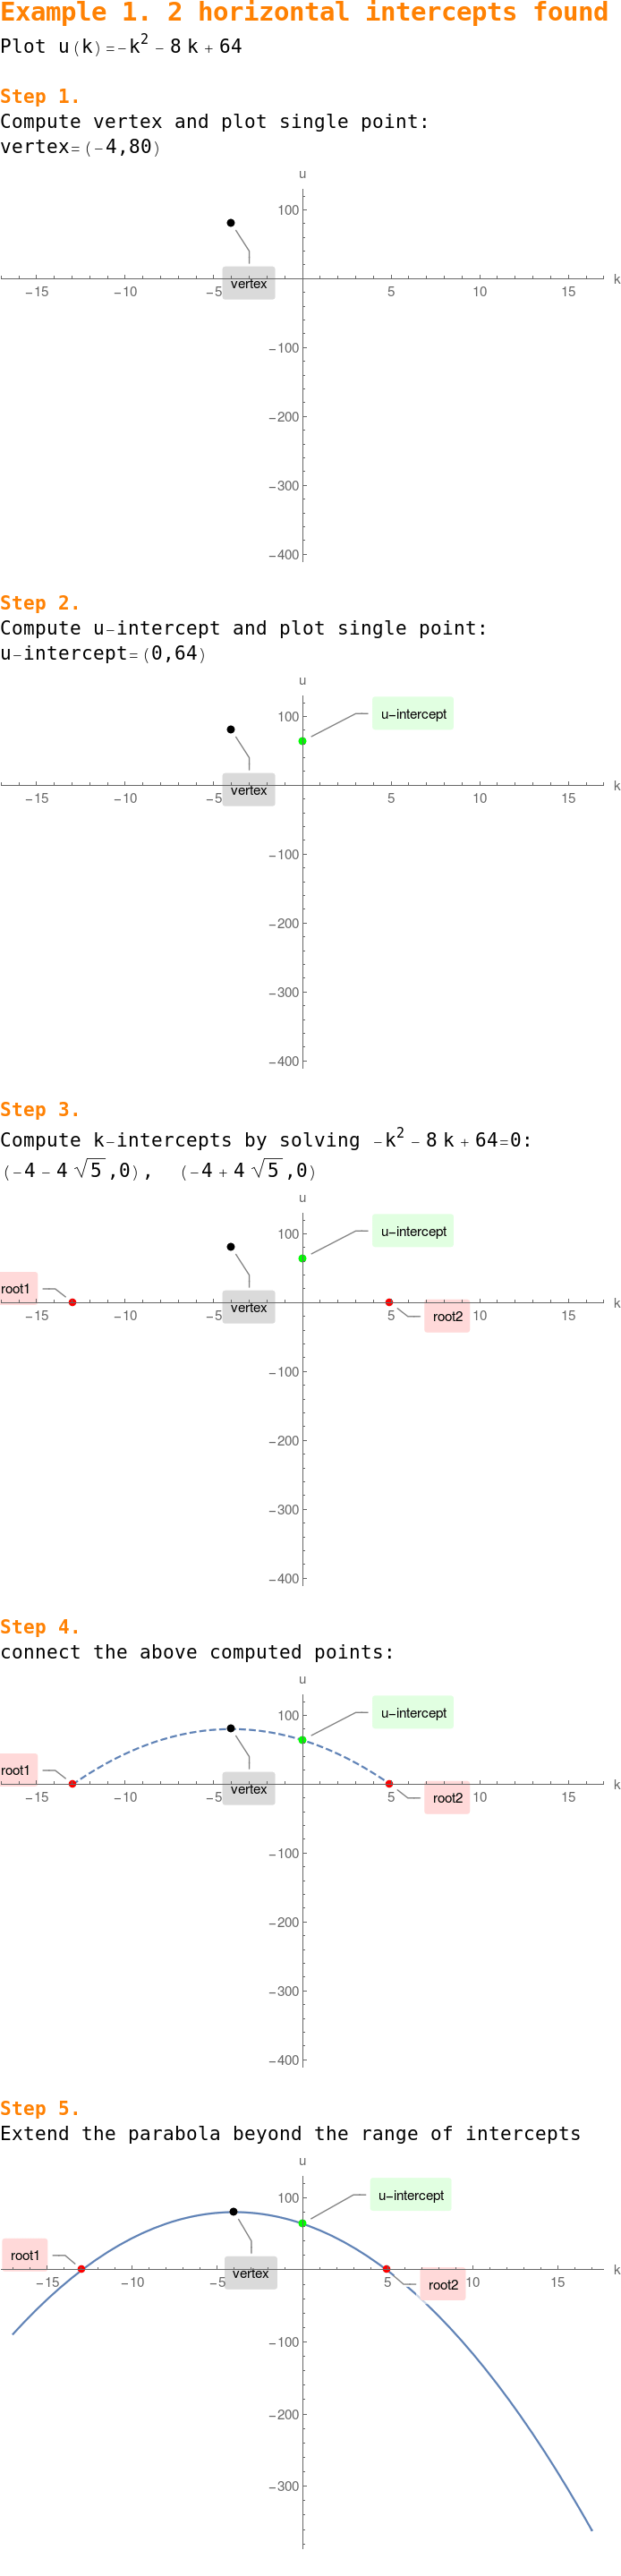 Example 1. 2 horizontal intercepts found
Plot u(k)=-k² - 8 k + 64
Step 1.
Compute vertex and plot single point:
vertex=(-4,80)
u
100
vertex
k
-15 -10 -5 5 10 15
-100
-200
-300
-400
Step 2.
Compute u-intercept and plot single point:
u-intercept=(0,64)
u
100
u-intercept
vertex
k
-15 -10 -5 5 10 15
-100
-200
-300
-400
Step 3.
Compute k-intercepts by solving -k² - 8 k + 64=0:
(-4 - 4 √5 ,0), (-4 + 4 √5 ,0)
u
100
u-intercept
root1
vertex
k
-15 -10 -5 5 root2 10 15
-100
-200
-300
-400
Step 4.
connect the above computed points:
u
100
u-intercept
root1
vertex
k
-15 -10 -5 5 root2 10 15
-100
-200
-300
-400
Step 5.
Extend the parabola beyond the range of intercepts
u
100
u-intercept
root1
vertex
k
-15 -10 -5 5 root2 10 15
-100
-200
-300